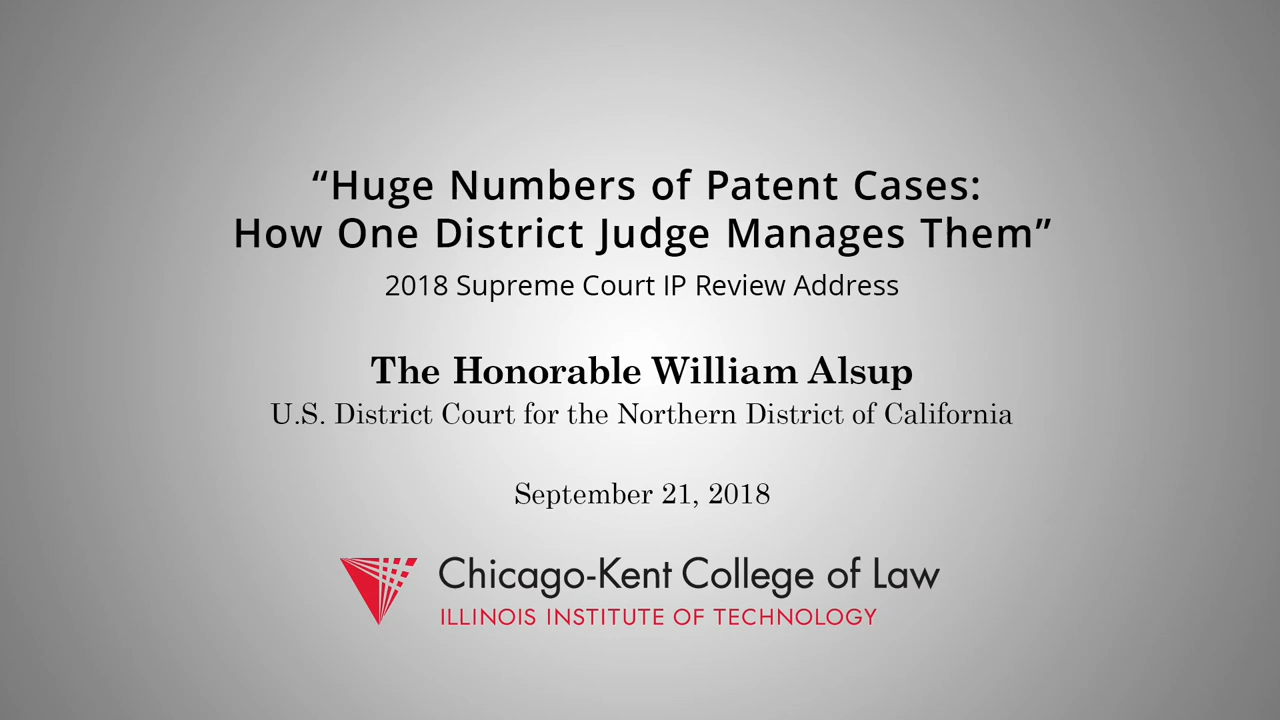 “Huge Numbers of Patent Cases:
How One District Judge Manages Them”
2018 Supreme Court IP Review Address
The Honorable William Alsup
U.S. District Court for the Northern District of California
September 21, 2018
Chicago-Kent College of Law
ILLINOIS INSTITUTE OF TECHNOLOGY